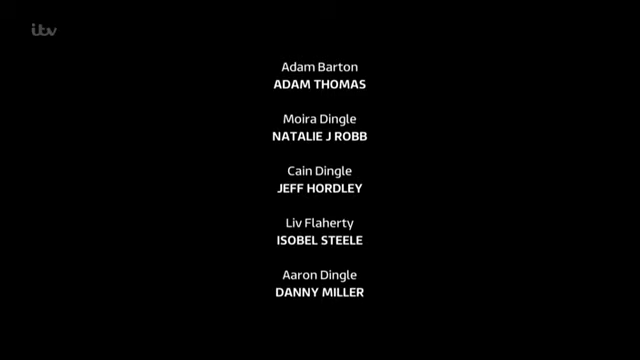 itv
Adam Barton
ADAM THOMAS
Moira Dingle
NATALIE J ROBB
Cain Dingle
JEFF HORDLEY
Liv Flaherty
ISOBEL STEELE
Aaron Dingle
DANNY MILLER